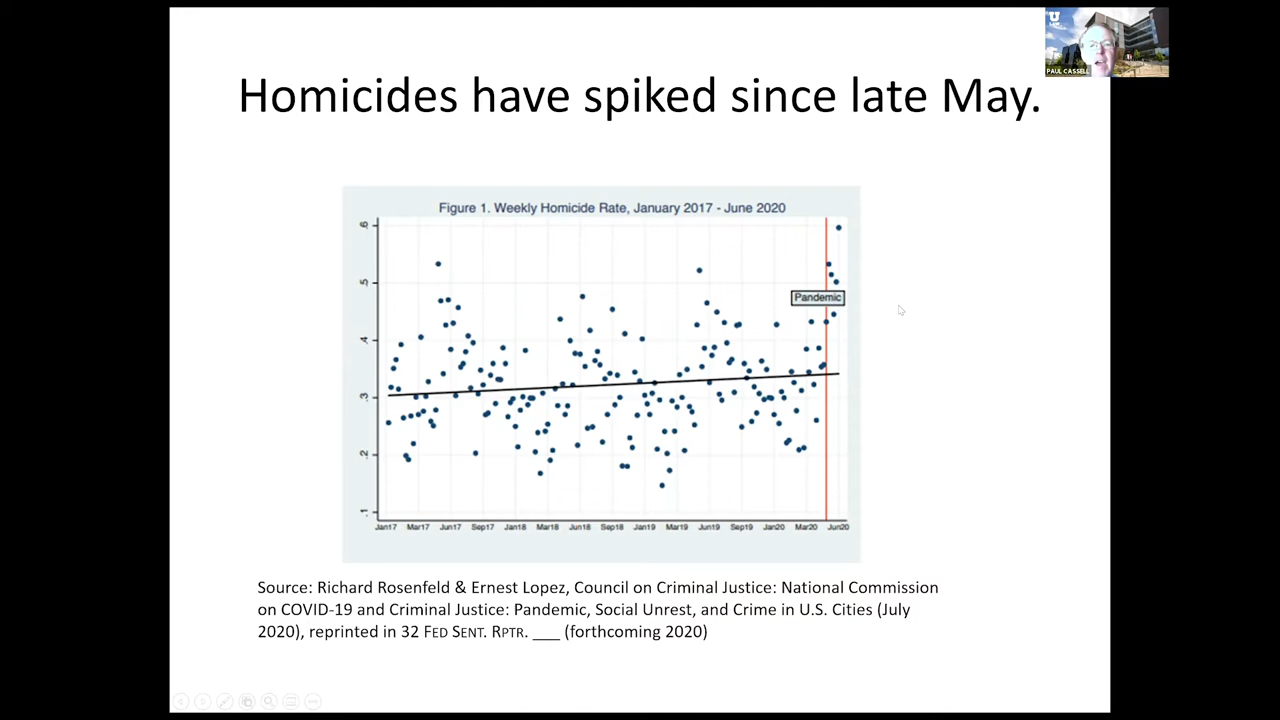 U
LAW
PAUL CASSELL
Homicides have spiked since late May.
Figure 1. Weekly Homicide Rate, January 2017 - June 2020
.6
.5
.4
.3
.2
.1
Pandemic
Jan17 Mar17 Jun17 Sep17 Jan18 Mar18 Jun18 Sep18 Jan19 Mar19 Jun19 Sep19 Jan20 Mar20 Jun20
Source: Richard Rosenfeld & Ernest Lopez, Council on Criminal Justice: National Commission
on COVID-19 and Criminal Justice: Pandemic, Social Unrest, and Crime in U.S. Cities (July
2020), reprinted in 32 FED SENT. RPTR. ___ (forthcoming 2020)